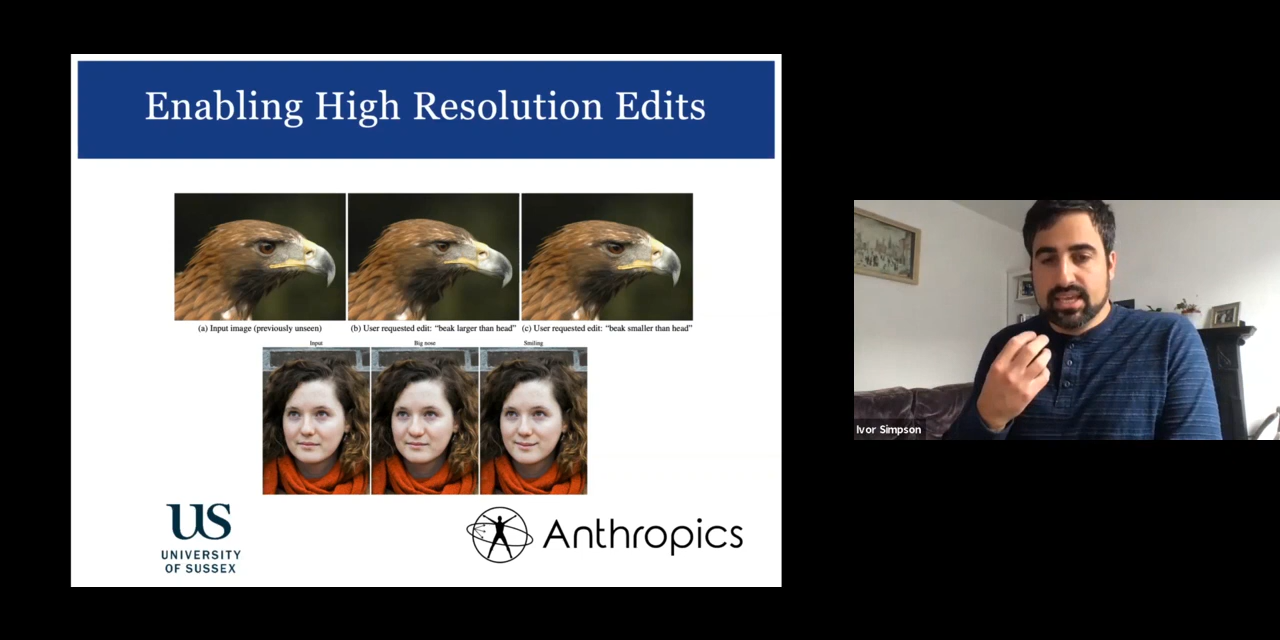 Enabling High Resolution Edits
(a) Input image (previously unseen)
(b) User requested edit: "beak larger than head"
(c) User requested edit: "beak smaller than head"
Input
Big nose
Smiling
US
UNIVERSITY
OF SUSSEX
Anthropics
Ivor Simpson